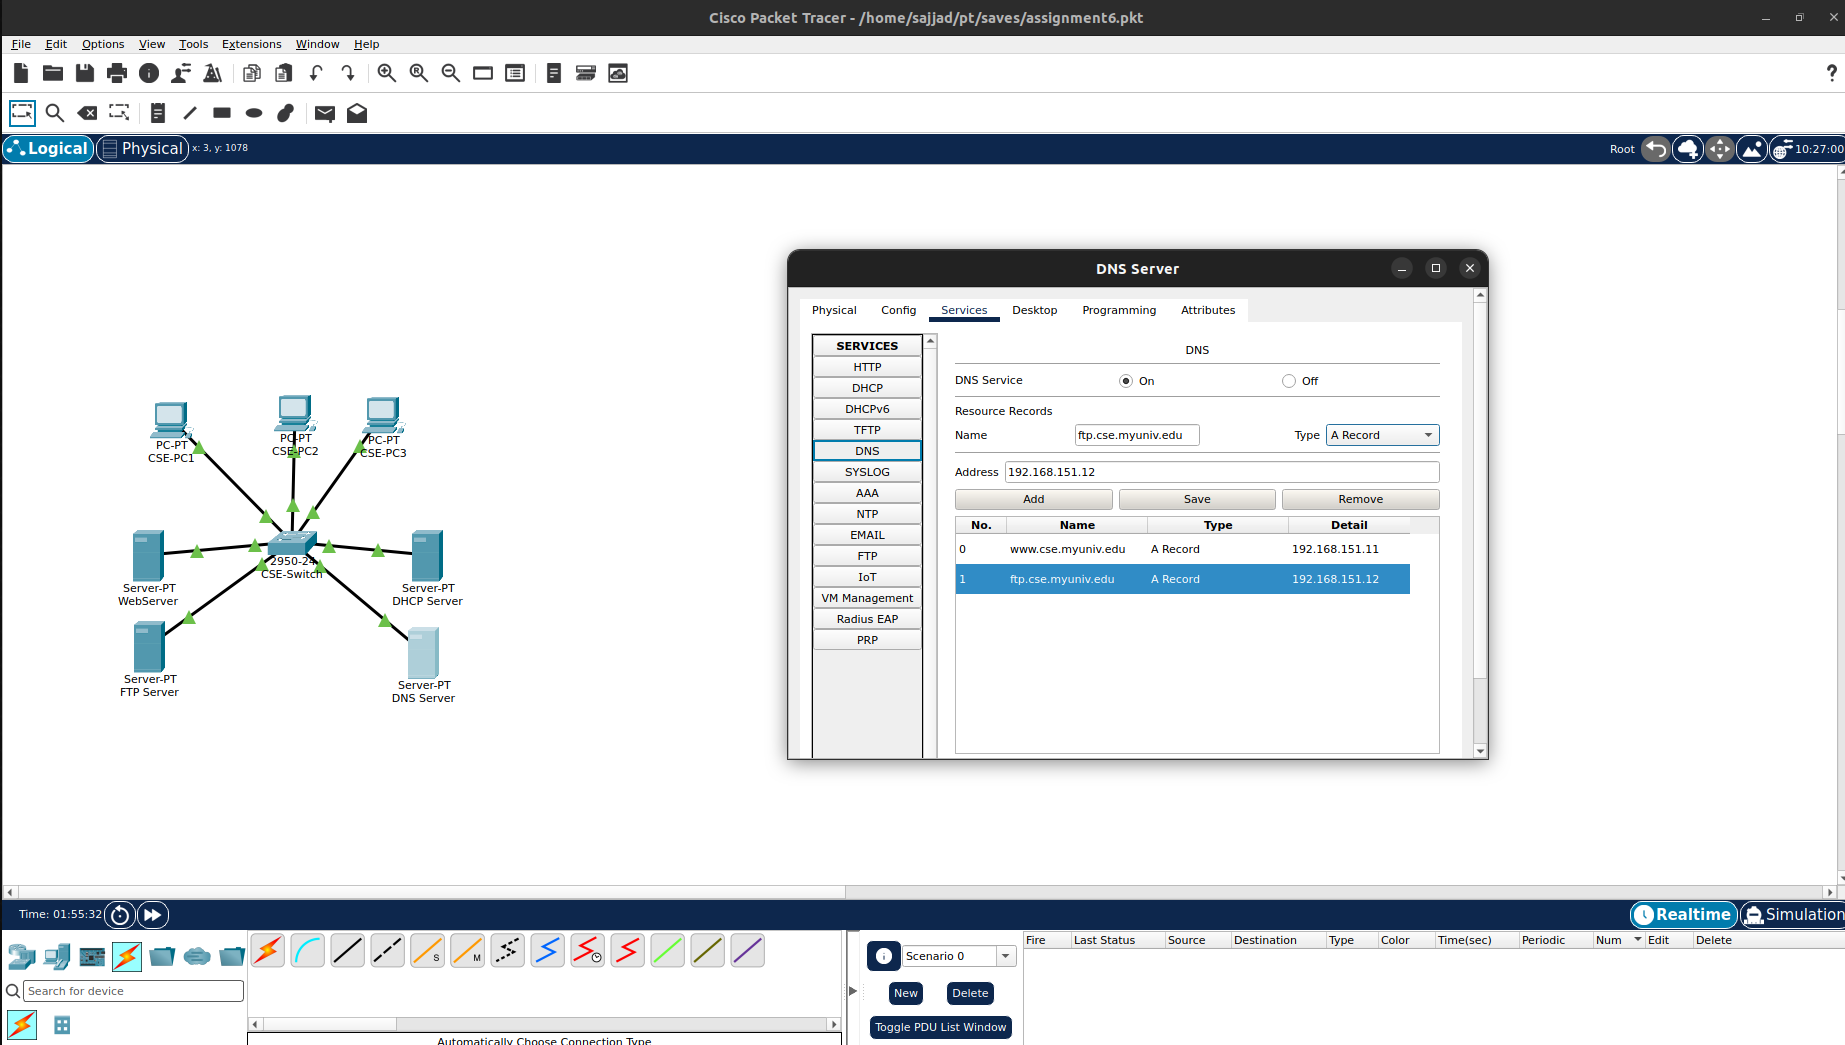 Cisco Packet Tracer - /home/sajjad/pt/saves/assignment6.pkt
File Edit Options View Tools Extensions Window Help
?
Logical Physical x: 3, y: 1078 Root 10:27:00
DNS Server
Physical Config Services Desktop Programming Attributes
SERVICES
HTTP
DHCP
DHCPv6
TFTP
DNS
SYSLOG
AAA
NTP
EMAIL
FTP
IoT
VM Management
Radius EAP
PRP
DNS
DNS Service On Off
Resource Records
Name ftp.cse.myuniv.edu Type A Record
Address 192.168.151.12
Add Save Remove
No. Name Type Detail
0 www.cse.myuniv.edu A Record 192.168.151.11
1 ftp.cse.myuniv.edu A Record 192.168.151.12
PC-PT
CSE-PC1
PC-PT
CSE-PC2
PC-PT
CSE-PC3
2950-24
CSE-Switch
Server-PT
WebServer
Server-PT
DHCP Server
Server-PT
FTP Server
Server-PT
DNS Server
Time: 01:55:32 Realtime Simulation
Search for device
S
M
Automatically Choose Connection Type
Scenario 0
New Delete
Toggle PDU List Window
Fire Last Status Source Destination Type Color Time(sec) Periodic Num Edit Delete